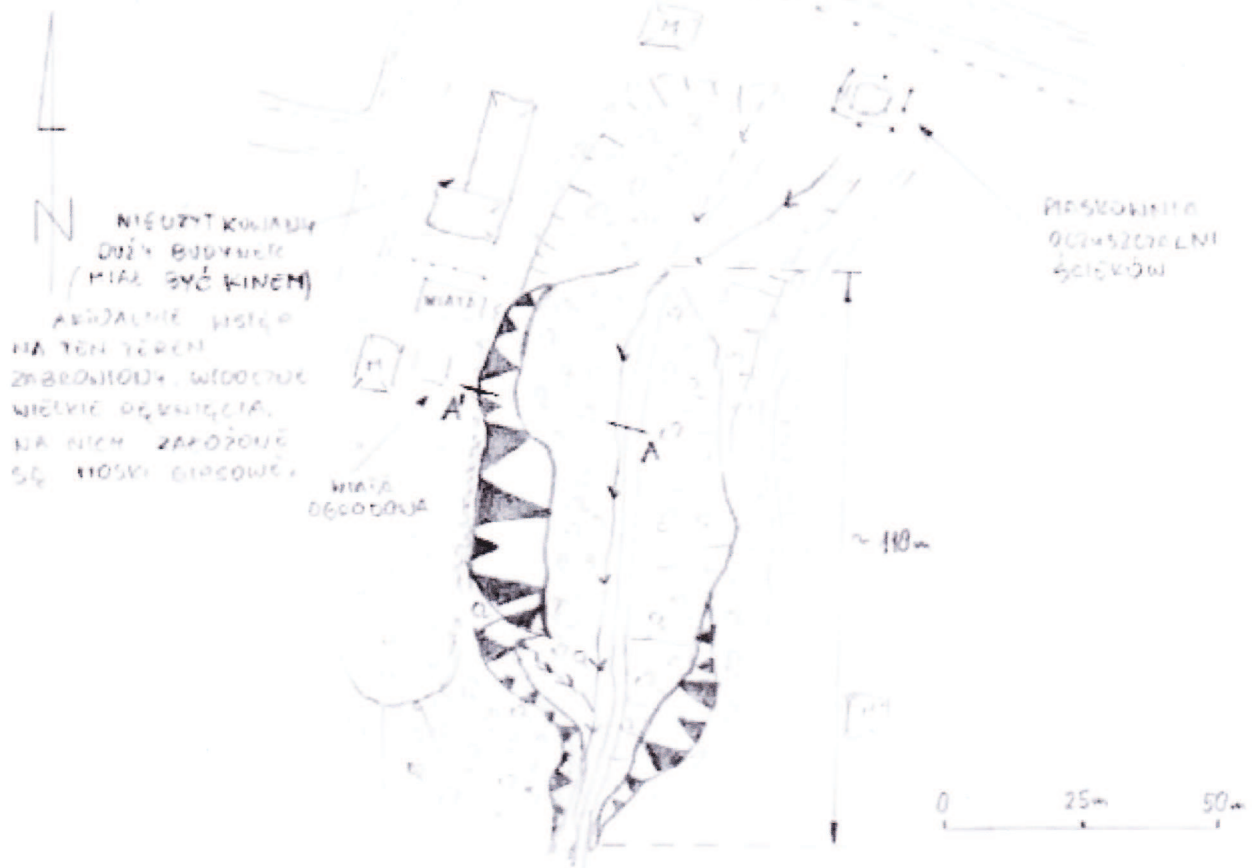 M
N
NIEUŻYTKOWANY
DUŻY BUDYNEK
(MIAŁ BYĆ KINEM)
AKTUALNIE WSTĘP
NA TEN TEREN
ZABRONIONY. WIDOCZNE
WIELKIE PĘKNIĘCIA,
NA NICH ZAŁOŻONE
SĄ MOSKI GIPSOWE.
PIASKOWNIA
OCZYSZCZALNI
ŚCIEKÓW
WIATA
M
A'
A
WIATA
OGRODOWA
~ 110m
0 25m 50m